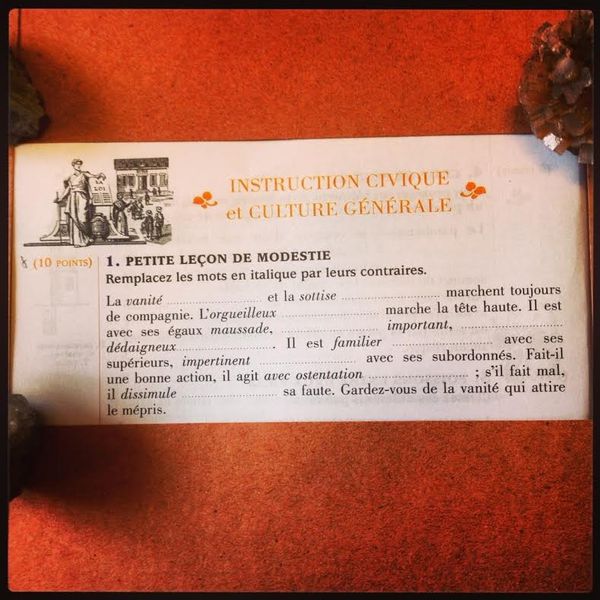 LOI
INSTRUCTION CIVIQUE
et CULTURE GÉNÉRALE
(10 POINTS)
1. PETITE LEÇON DE MODESTIE
Remplacez les mots en italique par leurs contraires.
La vanité .......................... et la sottise .......................... marchent toujours
de compagnie. L'orgueilleux .......................... marche la tête haute. Il est
avec ses égaux maussade, .......................... important, ..........................
dédaigneux.......................... . Il est familier .......................... avec ses
supérieurs, impertinent .......................... avec ses subordonnés. Fait-il
une bonne action, il agit avec ostentation .......................... ; s'il fait mal,
il dissimule .......................... sa faute. Gardez-vous de la vanité qui attire
le mépris.